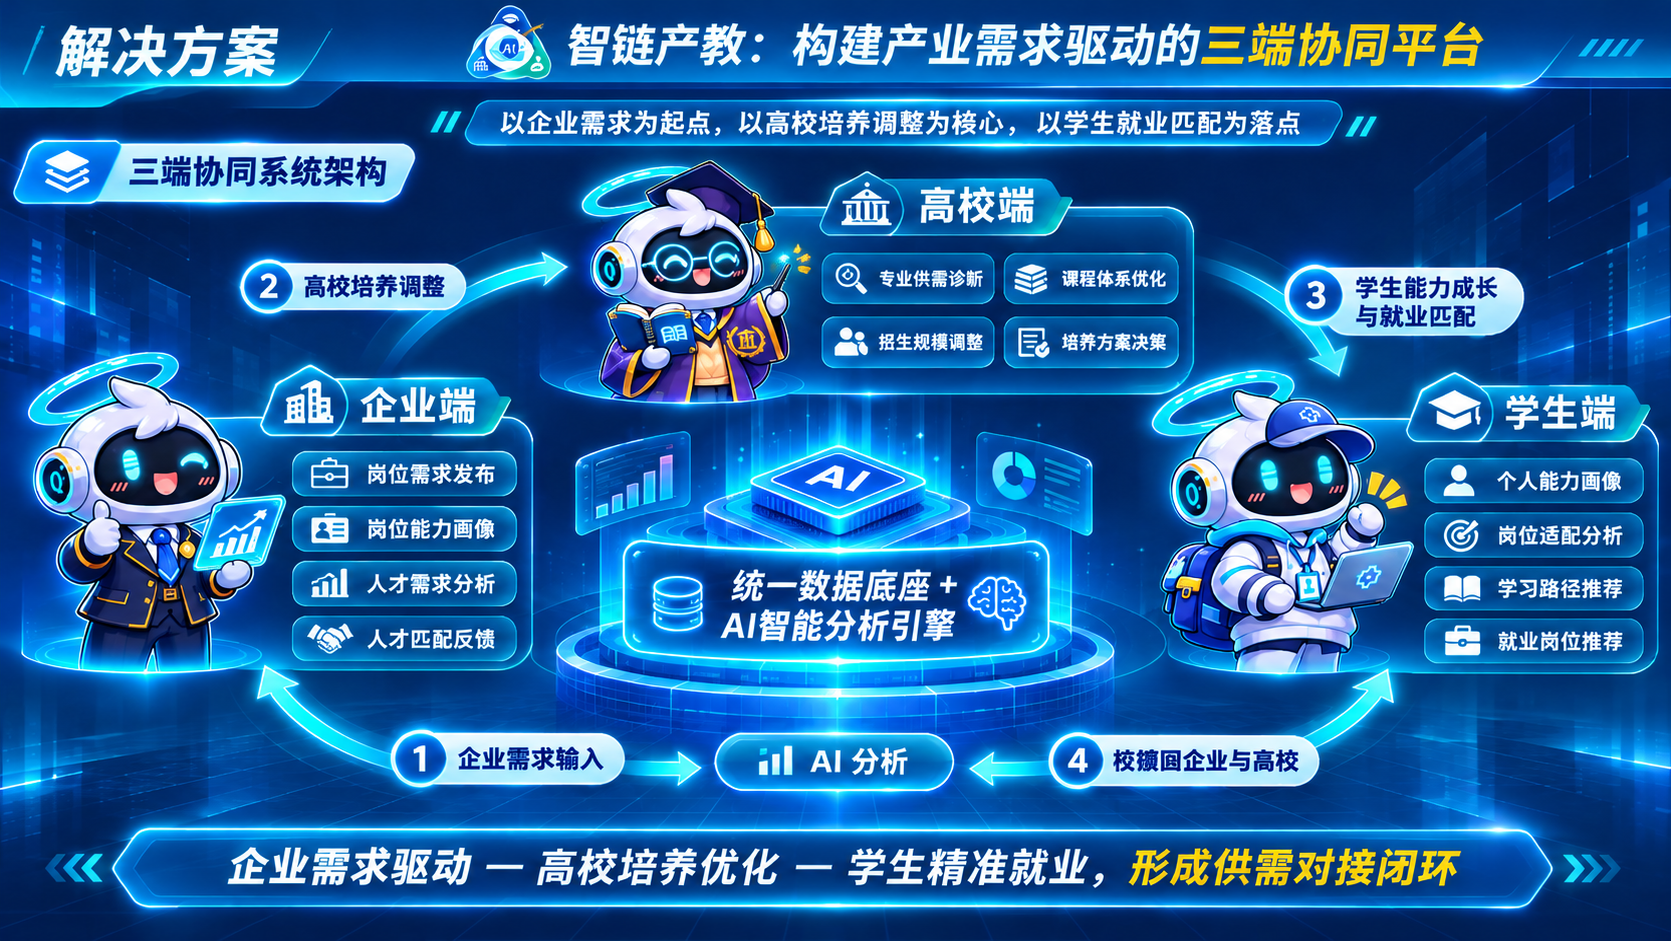 解决方案
智链产教：构建产业需求驱动的三端协同平台
以企业需求为起点，以高校培养调整为核心，以学生就业匹配为落点
三端协同系统架构
2 高校培养调整
高校端
专业供需诊断
课程体系优化
招生规模调整
培养方案决策
3 学生能力成长
与就业匹配
企业端
岗位需求发布
岗位能力画像
人才需求分析
人才匹配反馈
AI
统一数据底座 +
AI智能分析引擎
学生端
个人能力画像
岗位适配分析
学习路径推荐
就业岗位推荐
1 企业需求输入
AI 分析
4 企业与高校
企业需求驱动 — 高校培养优化 — 学生精准就业，形成供需对接闭环